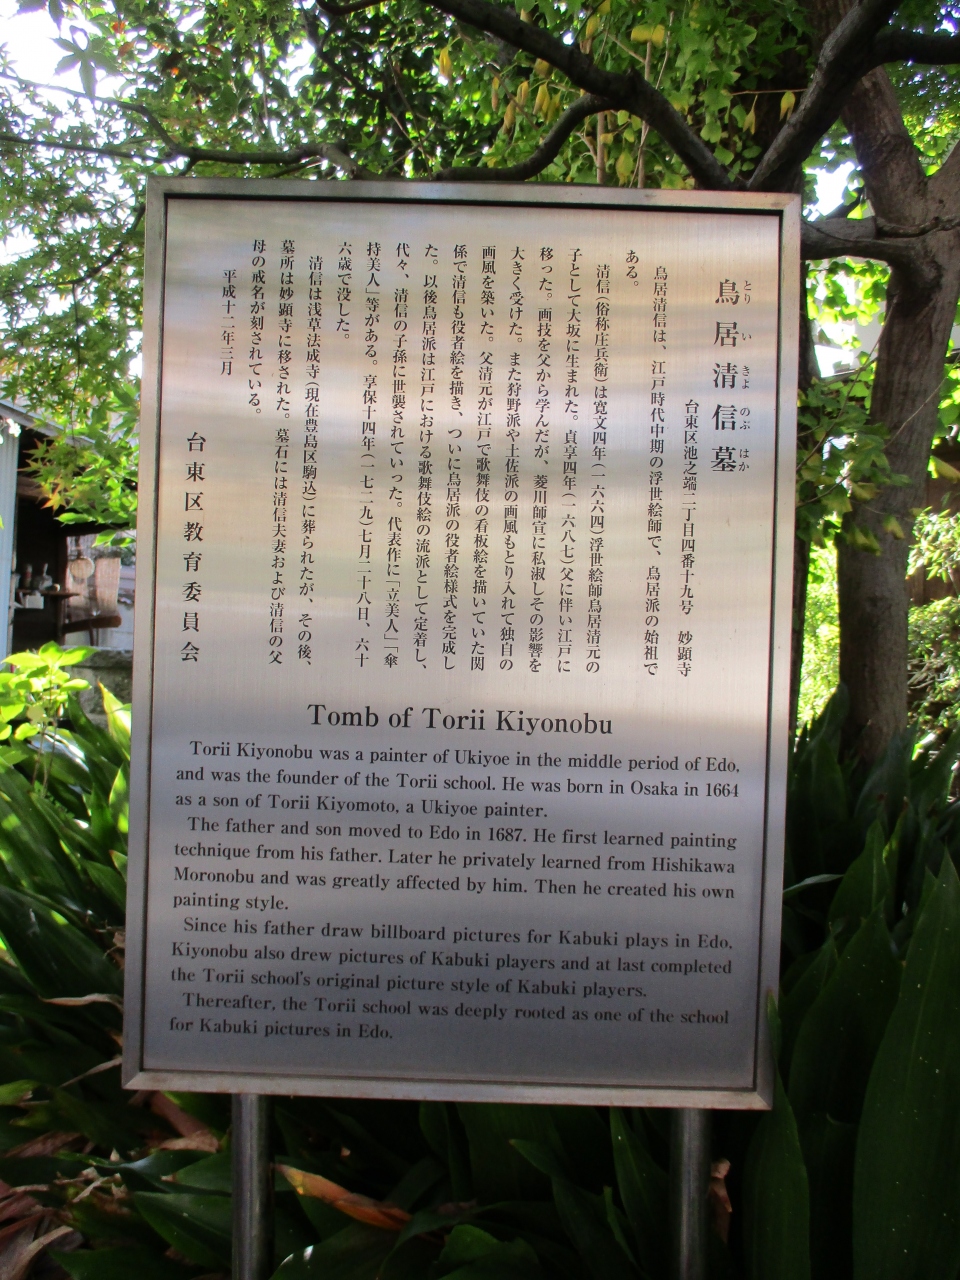 鳥居清信墓
とりいきよのぶはか
台東区池之端二丁目四番十九号　妙顕寺
鳥居清信は、江戸時代中期の浮世絵師で、鳥居派の始祖で
ある。
清信(俗称庄兵衛)は寛文四年(一六六四)浮世絵師鳥居清元の
子として大坂に生まれた。貞享四年(一六八七)父に伴い江戸に
移った。画技を父から学んだが、菱川師宣に私淑しその影響を
大きく受けた。また狩野派や土佐派の画風もとり入れて独自の
画風を築いた。父清元が江戸で歌舞伎の看板絵を描いていた関
係で清信も役者絵を描き、ついに鳥居派の役者絵様式を完成し
た。以後鳥居派は江戸における歌舞伎絵の流派として定着し、
代々、清信の子孫に世襲されていった。代表作に「立美人」「傘
持美人」等がある。享保十四年(一七二九)七月二十八日、六十
六歳で没した。
清信は浅草法成寺(現在豊島区駒込)に葬られたが、その後、
墓所は妙顕寺に移された。墓石には清信夫妻および清信の父
母の戒名が刻されている。
平成十二年三月
台東区教育委員会
Tomb of Torii Kiyonobu
Torii Kiyonobu was a painter of Ukiyoe in the middle period of Edo,
and was the founder of the Torii school. He was born in Osaka in 1664
as a son of Torii Kiyomoto, a Ukiyoe painter.
The father and son moved to Edo in 1687. He first learned painting
technique from his father. Later he privately learned from Hishikawa
Moronobu and was greatly affected by him. Then he created his own
painting style.
Since his father draw billboard pictures for Kabuki plays in Edo,
Kiyonobu also drew pictures of Kabuki players and at last completed
the Torii school's original picture style of Kabuki players.
Thereafter, the Torii school was deeply rooted as one of the school
for Kabuki pictures in Edo.